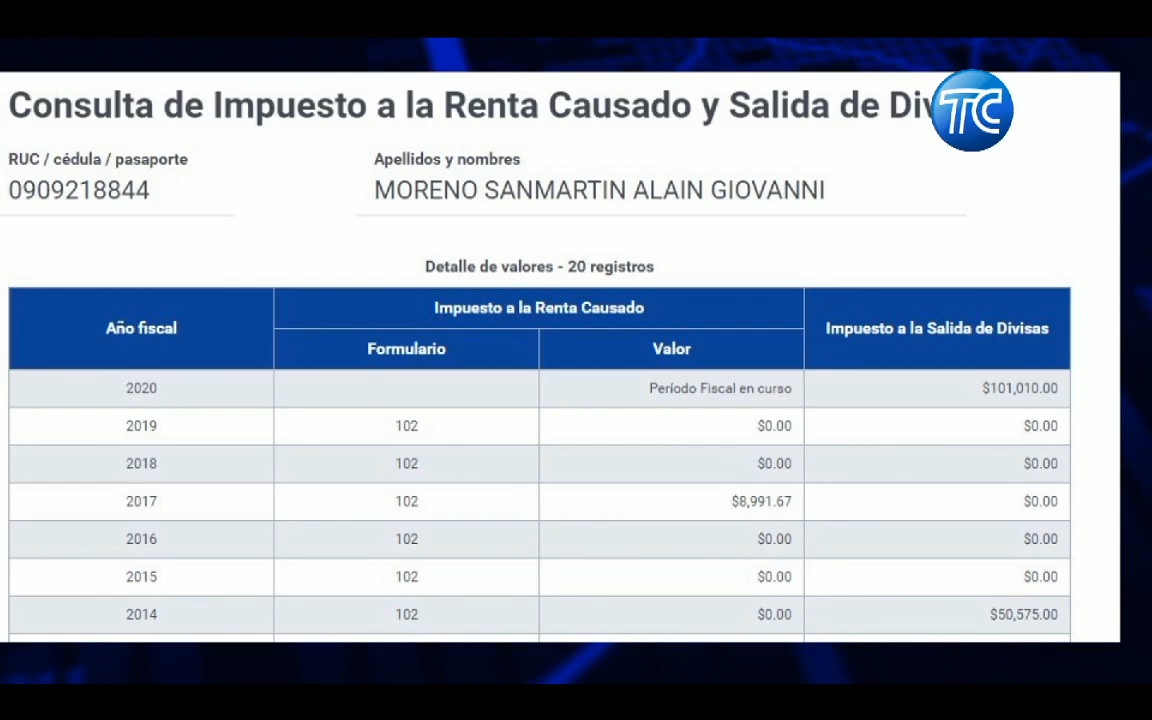 Consulta de Impuesto a la Renta Causado y Salida de Div
TC
RUC / cédula / pasaporte Apellidos y nombres
0909218844 MORENO SANMARTIN ALAIN GIOVANNI
Detalle de valores - 20 registros
Año fiscal Impuesto a la Renta Causado Impuesto a la Salida de Divisas
Formulario Valor
2020 Período Fiscal en curso $101,010.00
2019 102 $0.00 $0.00
2018 102 $0.00 $0.00
2017 102 $8,991.67 $0.00
2016 102 $0.00 $0.00
2015 102 $0.00 $0.00
2014 102 $0.00 $50,575.00